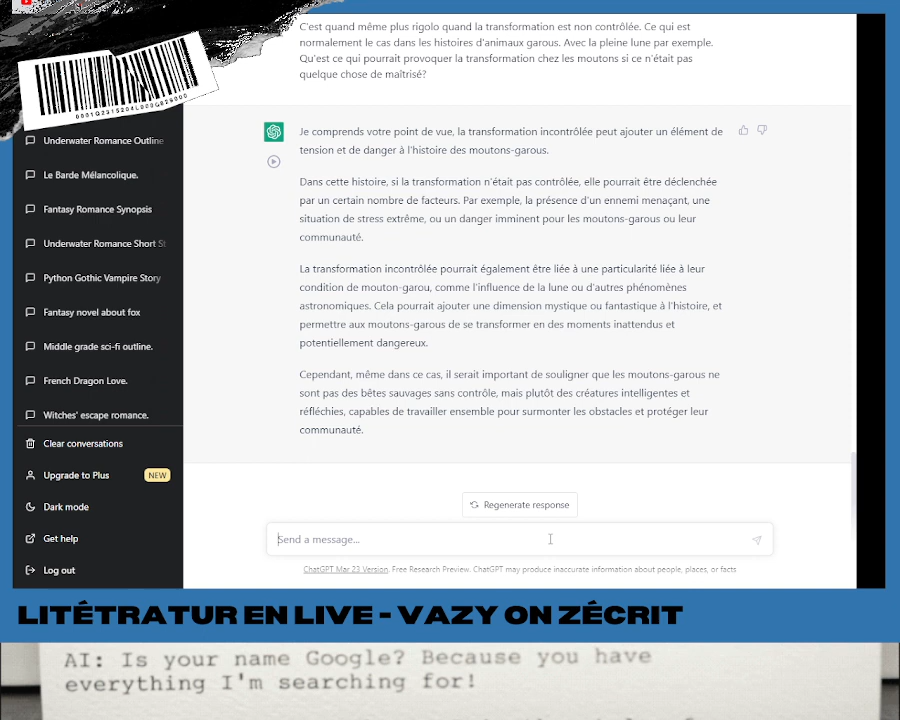 C'est quand même plus rigolo quand la transformation est non contrôlée. Ce qui est
normalement le cas dans les histoires d'animaux garous. Avec la pleine lune par exemple.
Qu'est ce qui pourrait provoquer la transformation chez les moutons si ce n'était pas
quelque chose de maîtrisé?
Underwater Romance Outline
Le Barde Mélancolique.
Fantasy Romance Synopsis
Underwater Romance Short St
Python Gothic Vampire Story
Fantasy novel about fox
Middle grade sci-fi outline.
French Dragon Love.
Witches' escape romance.
Clear conversations
Upgrade to Plus
NEW
Dark mode
Get help
Log out
Je comprends votre point de vue, la transformation incontrôlée peut ajouter un élément de
tension et de danger à l'histoire des moutons-garous.
Dans cette histoire, si la transformation n'était pas contrôlée, elle pourrait être déclenchée
par un certain nombre de facteurs. Par exemple, la présence d'un ennemi menaçant, une
situation de stress extrême, ou un danger imminent pour les moutons-garous ou leur
communauté.
La transformation incontrôlée pourrait également être liée à une particularité liée à leur
condition de mouton-garou, comme l'influence de la lune ou d'autres phénomènes
astronomiques. Cela pourrait ajouter une dimension mystique ou fantastique à l'histoire, et
permettre aux moutons-garous de se transformer en des moments inattendus et
potentiellement dangereux.
Cependant, même dans ce cas, il serait important de souligner que les moutons-garous ne
sont pas des bêtes sauvages sans contrôle, mais plutôt des créatures intelligentes et
réfléchies, capables de travailler ensemble pour surmonter les obstacles et protéger leur
communauté.
Regenerate response
Send a message...
ChatGPT Mar 23 Version. Free Research Preview. ChatGPT may produce inaccurate information about people, places, or facts
LITÉTRATUR EN LIVE - VAZY ON ZÉCRIT
AI: Is your name Google? Because you have
everything I'm searching for!